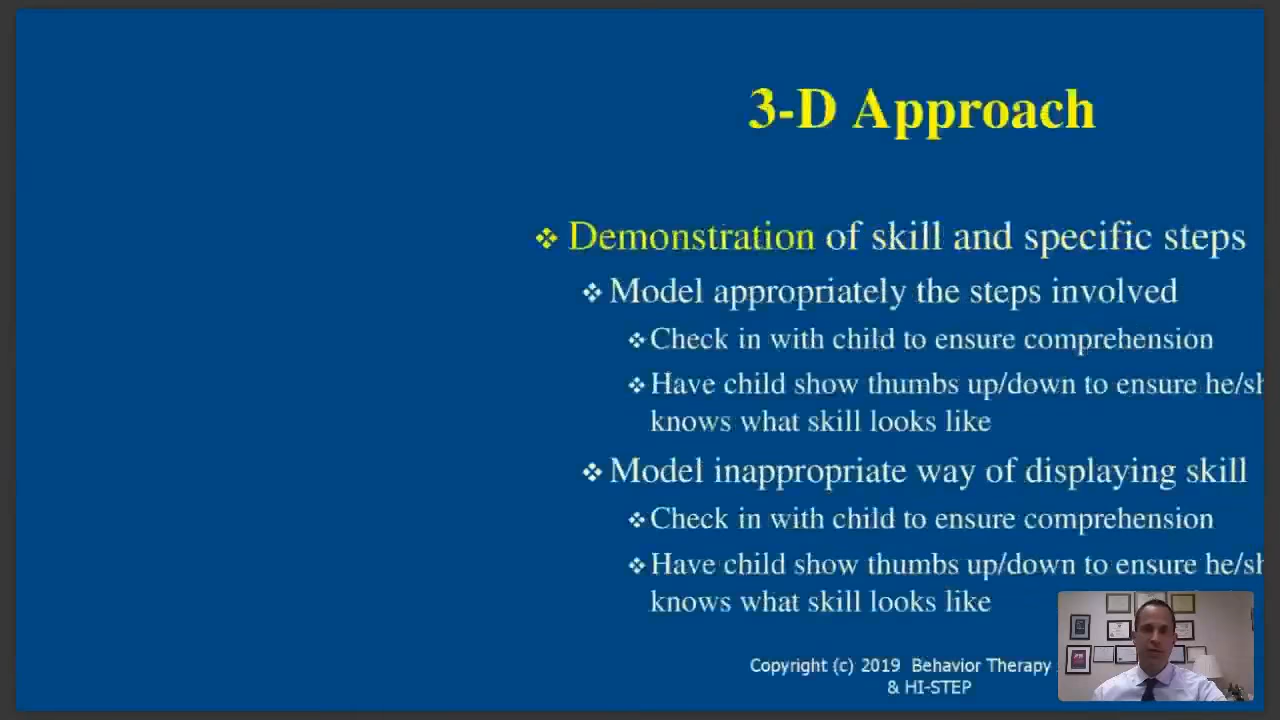 3-D Approach
Demonstration of skill and specific steps
Model appropriately the steps involved
Check in with child to ensure comprehension
Have child show thumbs up/down to ensure he/sh
knows what skill looks like
Model inappropriate way of displaying skill
Check in with child to ensure comprehension
Have child show thumbs up/down to ensure he/sh
knows what skill looks like
Copyright (c) 2019 Behavior Therapy
& HI-STEP